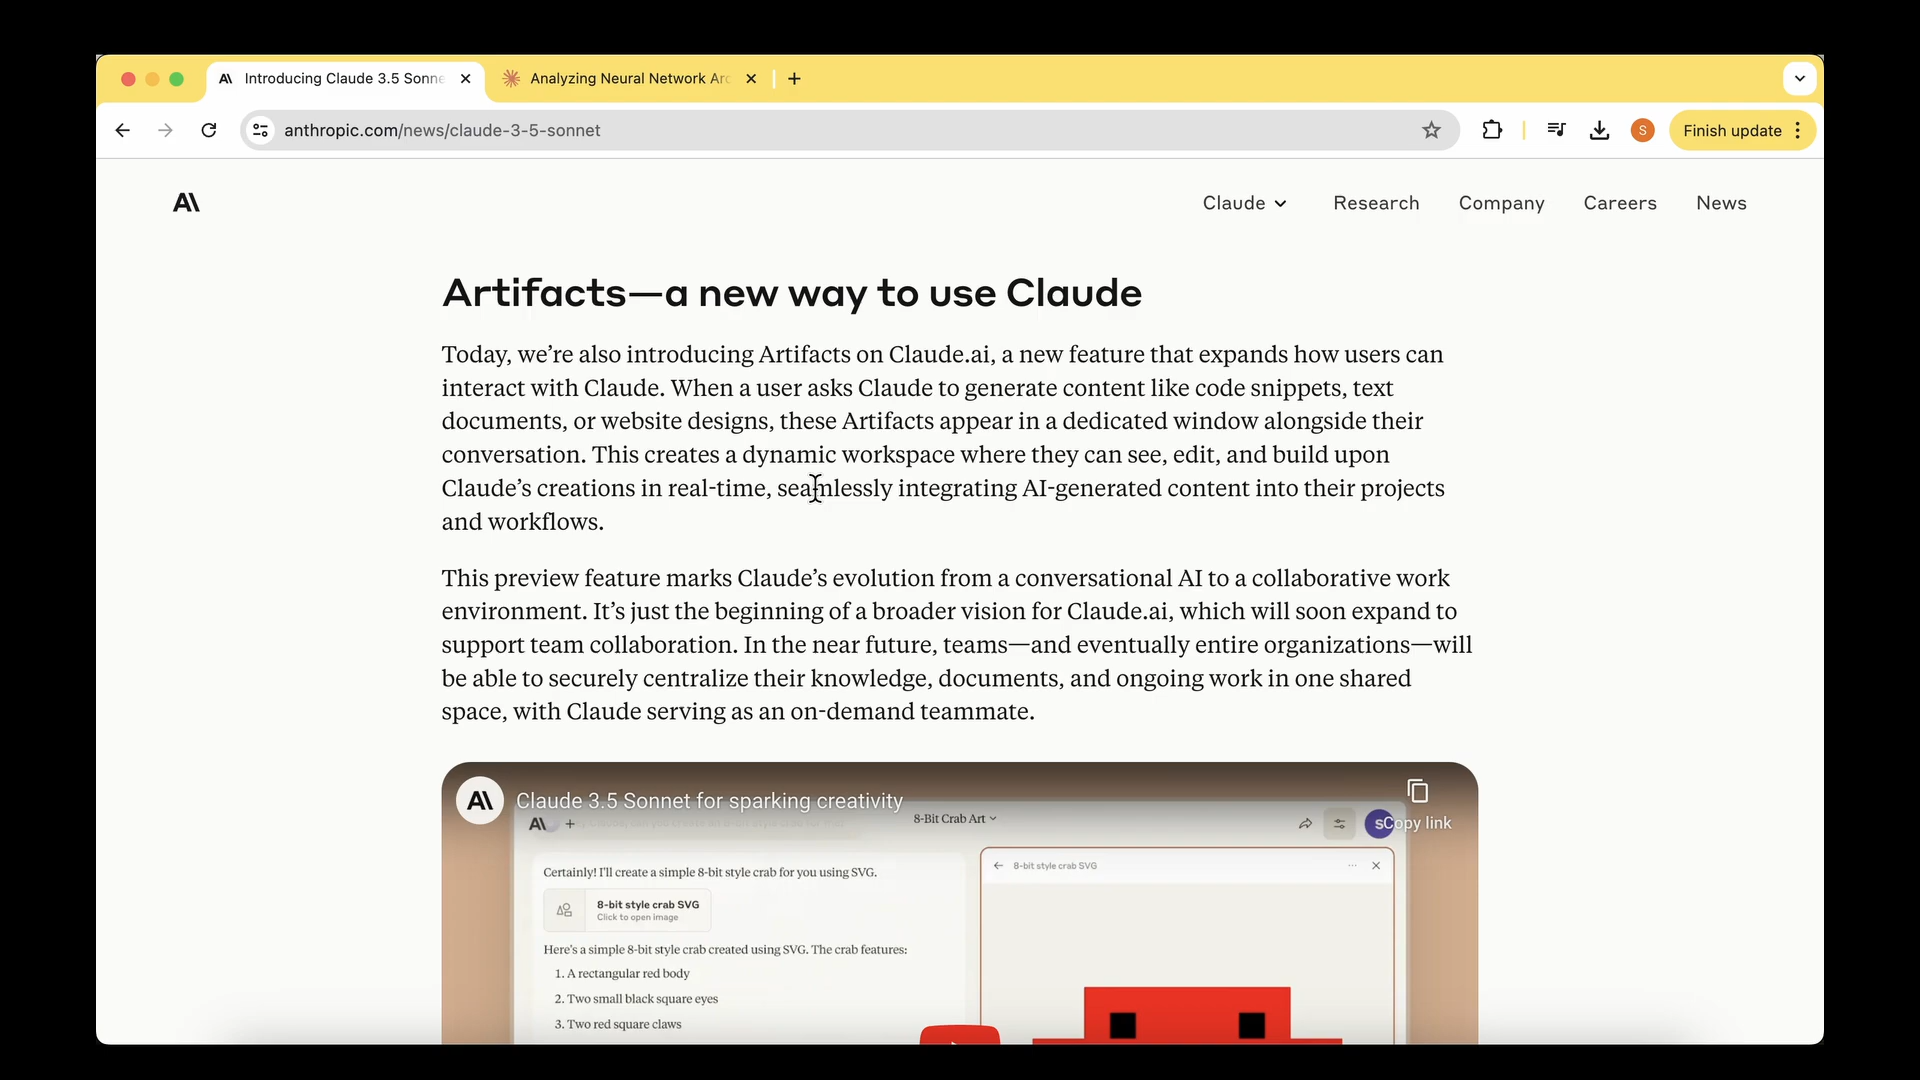 Introducing Claude 3.5 Sonne
Analyzing Neural Network Arc
anthropic.com/news/claude-3-5-sonnet
S
Finish update
A\
Claude
Research
Company
Careers
News
Artifacts—a new way to use Claude
Today, we’re also introducing Artifacts on Claude.ai, a new feature that expands how users can
interact with Claude. When a user asks Claude to generate content like code snippets, text
documents, or website designs, these Artifacts appear in a dedicated window alongside their
conversation. This creates a dynamic workspace where they can see, edit, and build upon
Claude’s creations in real-time, seamlessly integrating AI-generated content into their projects
and workflows.
This preview feature marks Claude’s evolution from a conversational AI to a collaborative work
environment. It’s just the beginning of a broader vision for Claude.ai, which will soon expand to
support team collaboration. In the near future, teams—and eventually entire organizations—will
be able to securely centralize their knowledge, documents, and ongoing work in one shared
space, with Claude serving as an on-demand teammate.
A\
Claude 3.5 Sonnet for sparking creativity
Copy link
A\
8-Bit Crab Art
S
Certainly! I'll create a simple 8-bit style crab for you using SVG.
8-bit style crab SVG
Click to open image
Here's a simple 8-bit style crab created using SVG. The crab features:
1. A rectangular red body
2. Two small black square eyes
3. Two red square claws
8-bit style crab SVG